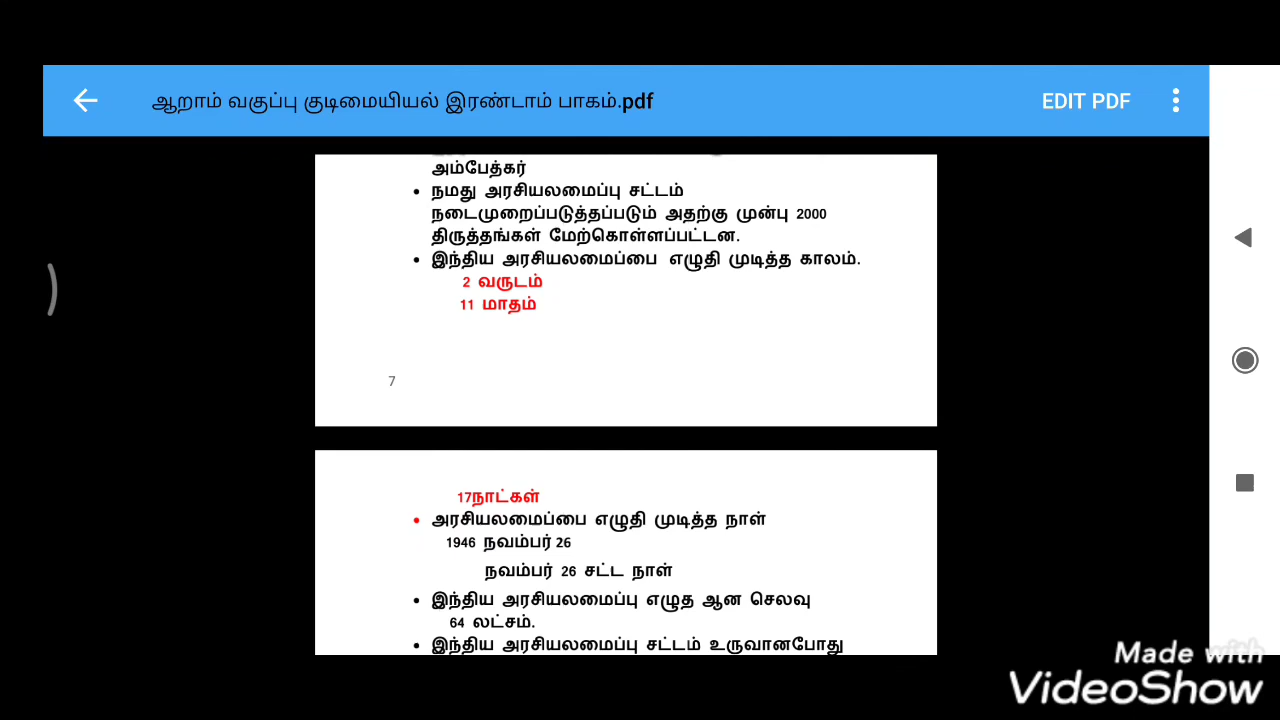 ஆறாம் வகுப்பு குடிமையியல் இரண்டாம் பாகம்.pdf
EDIT PDF
அம்பேத்கர்
• நமது அரசியலமைப்பு சட்டம்
நடைமுறைப்படுத்தப்படும் அதற்கு முன்பு 2000
திருத்தங்கள் மேற்கொள்ளப்பட்டன.
• இந்திய அரசியலமைப்பை எழுதி முடித்த காலம்.
2 வருடம்
11 மாதம்
7
17நாட்கள்
• அரசியலமைப்பை எழுதி முடித்த நாள்
1946 நவம்பர் 26
நவம்பர் 26 சட்ட நாள்
• இந்திய அரசியலமைப்பு எழுத ஆன செலவு
64 லட்சம்.
• இந்திய அரசியலமைப்பு சட்டம் உருவானபோது
Made with
VideoShow